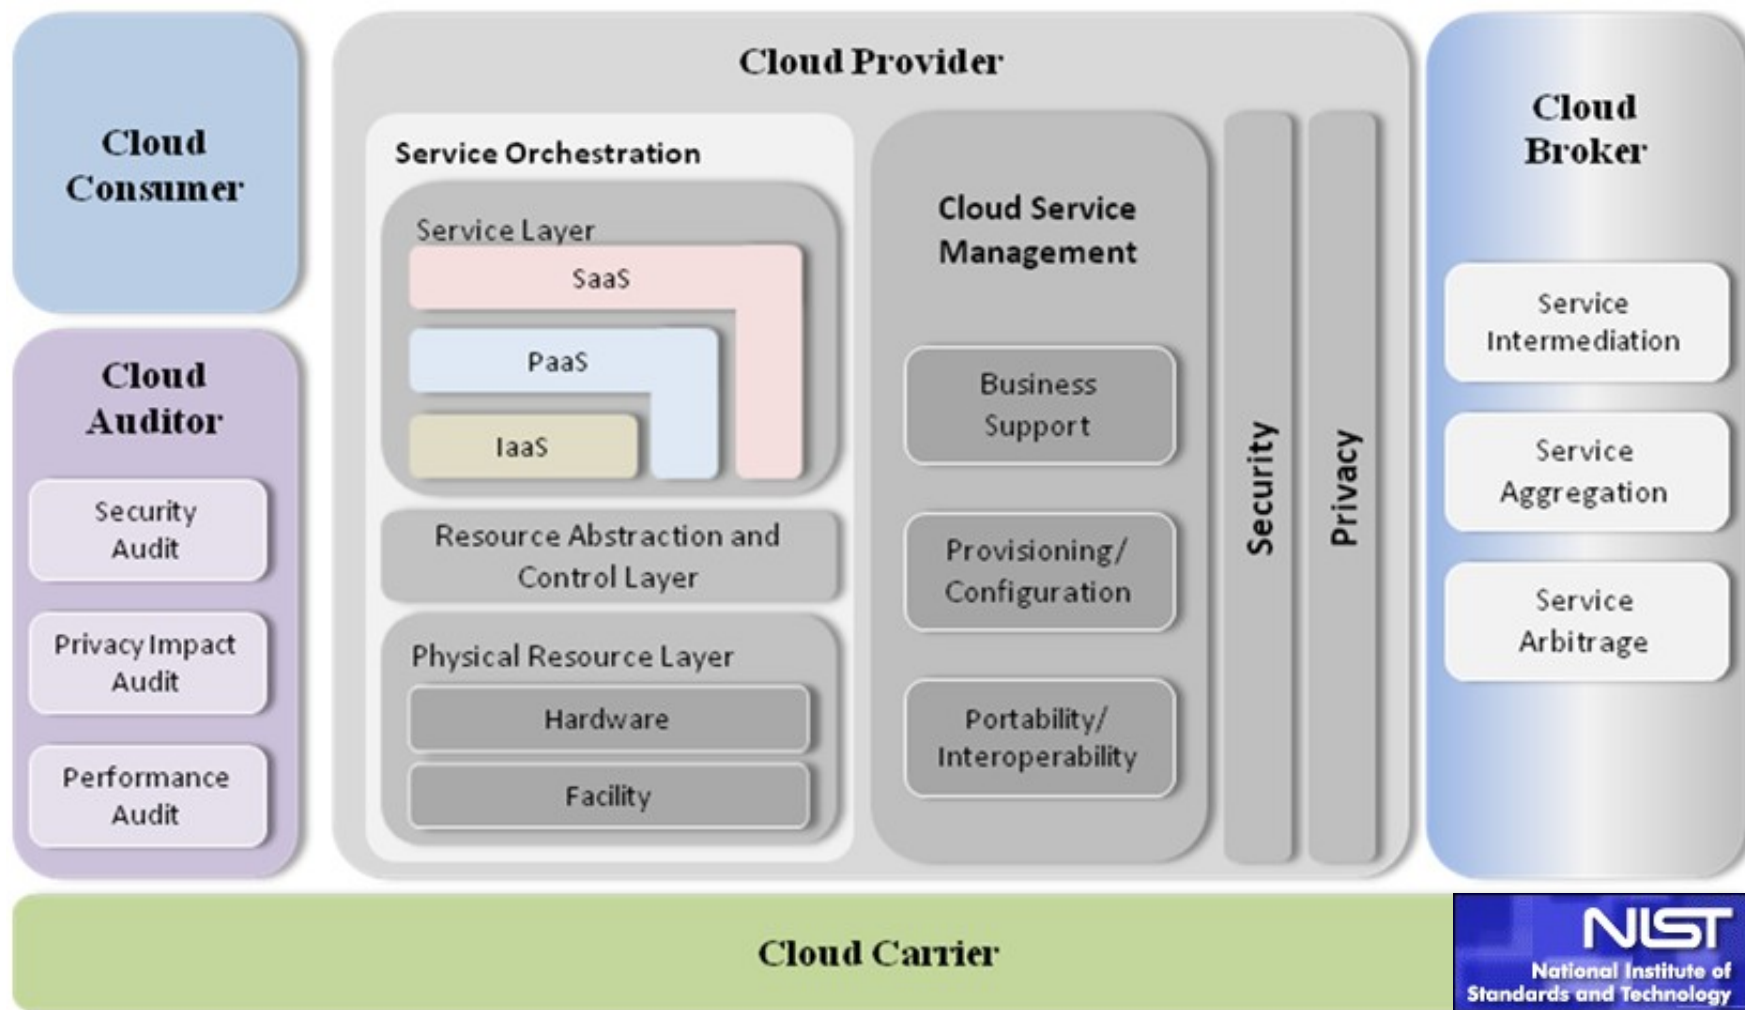 Cloud
Consumer
Cloud
Auditor
Security
Audit
Privacy Impact
Audit
Performance
Audit
Cloud Provider
Service Orchestration
Service Layer
SaaS
PaaS
IaaS
Resource Abstraction and
Control Layer
Physical Resource Layer
Hardware
Facility
Cloud Service
Management
Business
Support
Provisioning/
Configuration
Portability/
Interoperability
Security
Privacy
Cloud
Broker
Service
Intermediation
Service
Aggregation
Service
Arbitrage
Cloud Carrier
NIST
National Institute of
Standards and Technology